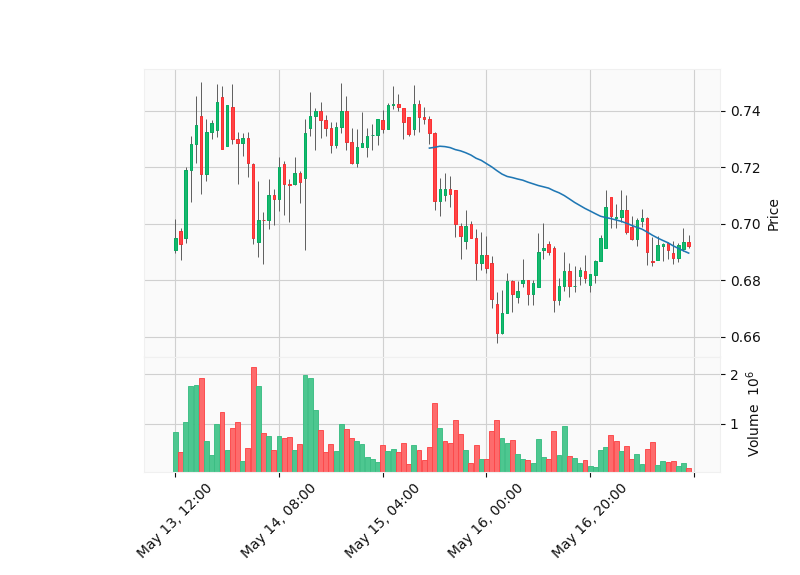 0.74
0.72
0.70
0.68
0.66
Price
2
1
Volume 10⁶
May 13, 12:00
May 14, 08:00
May 15, 04:00
May 16, 00:00
May 16, 20:00